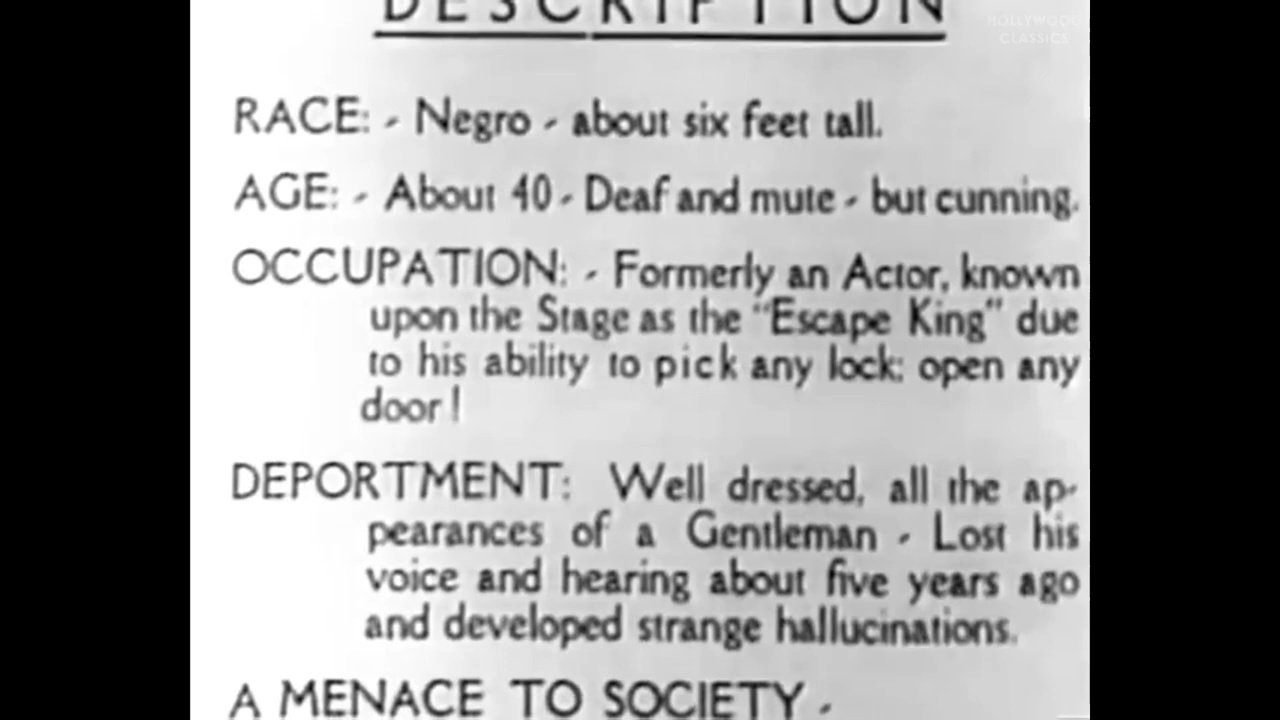 DESCRIPTION
HOLLYWOOD
CLASSICS
RACE: - Negro - about six feet tall.
AGE: - About 40 - Deaf and mute - but cunning.
OCCUPATION: - Formerly an Actor, known
upon the Stage as the "Escape King" due
to his ability to pick any lock; open any
door!
DEPORTMENT: Well dressed, all the ap-
pearances of a Gentleman - Lost his
voice and hearing about five years ago
and developed strange hallucinations.
A MENACE TO SOCIETY -